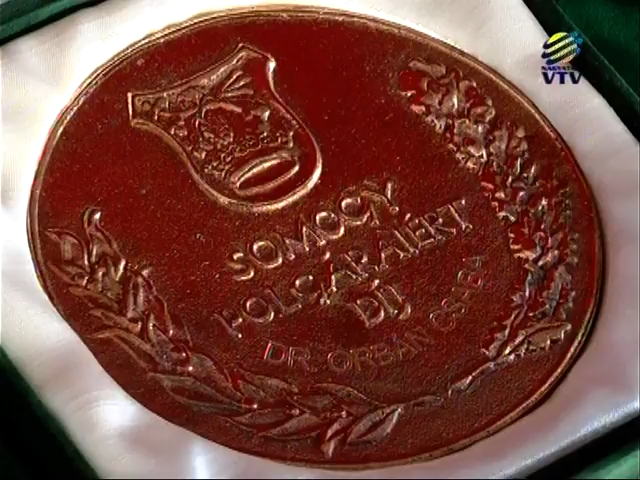 VTV
SOMOGY
POLGÁRAIÉRT
DÍJ
DR. ORBÁN CSABA